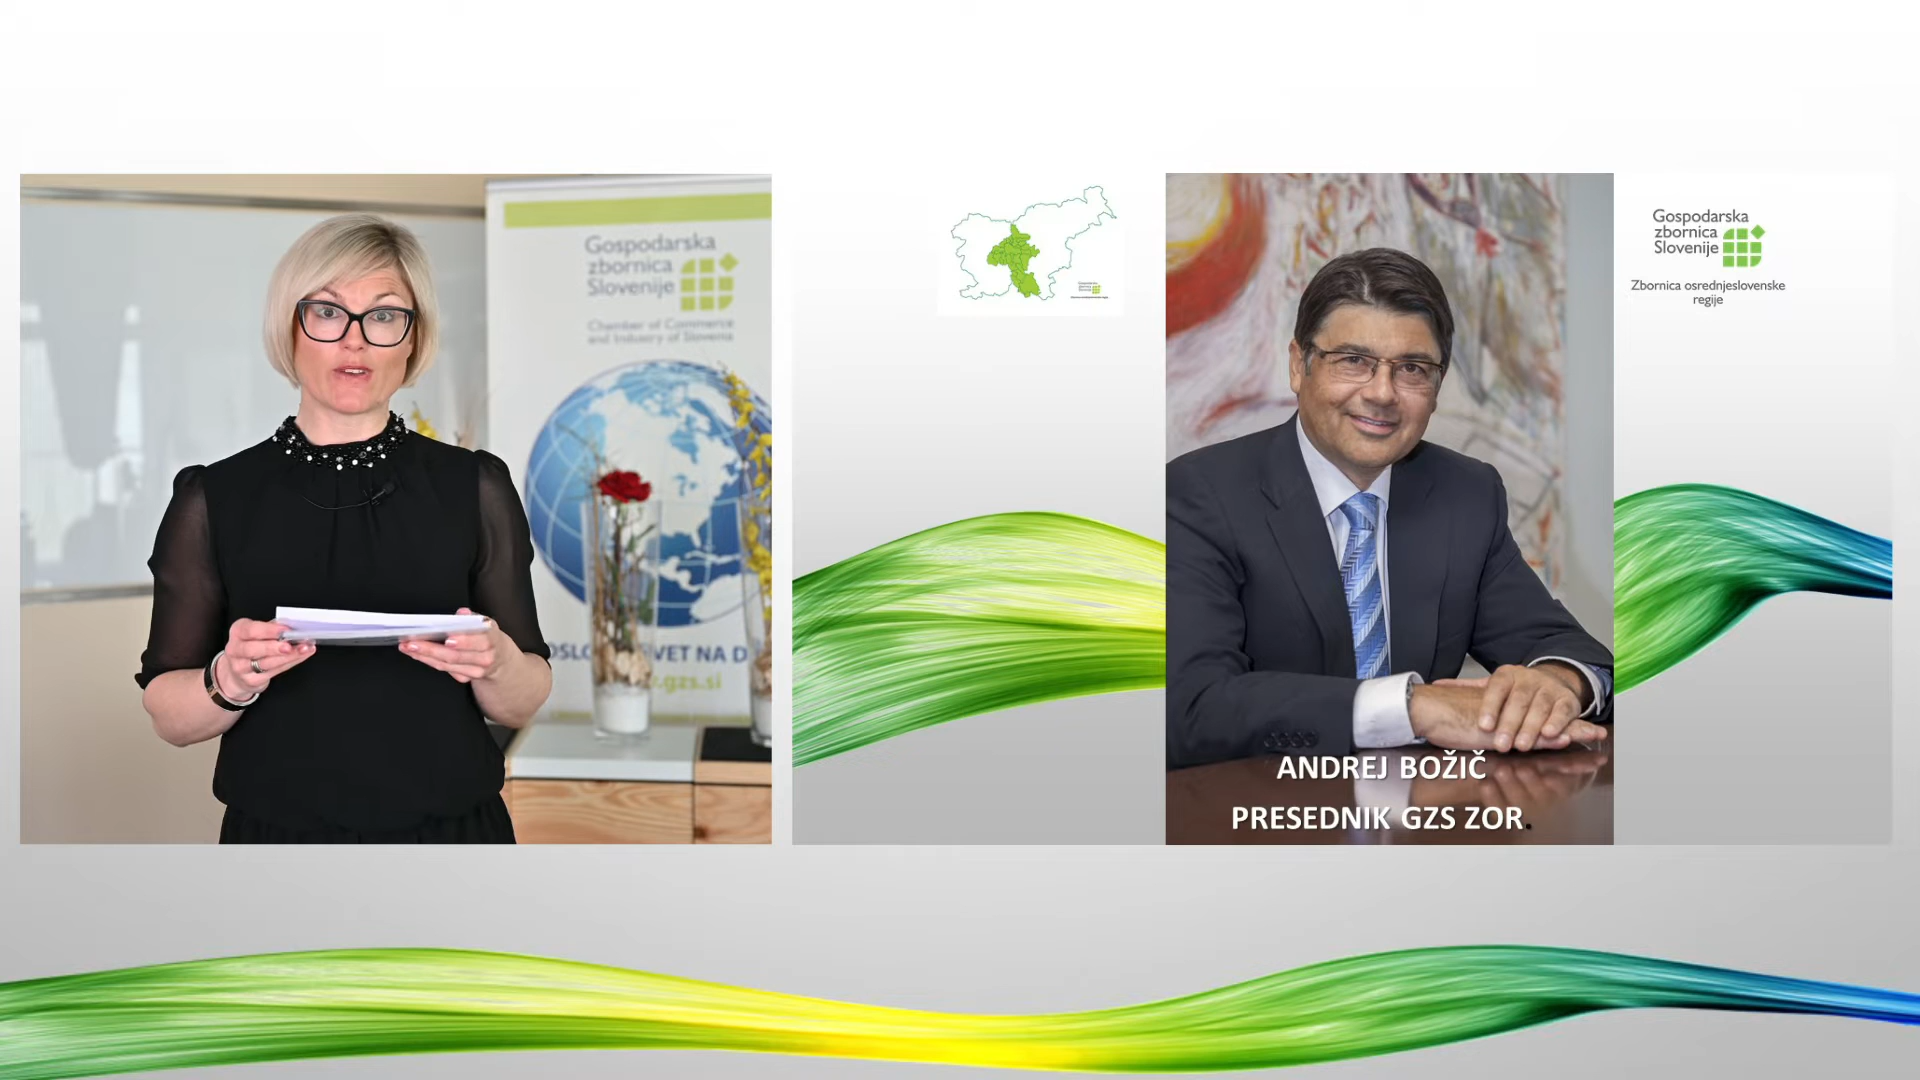 Gospodarska
zbornica
Slovenije
Chamber of Commerce
and Industry of Slovenia
VET NA D
.gzs.si
Gospodarska
zbornica
Slovenije
Zbornica osrednjeslovenske
regije
ANDREJ BOŽIČ
PRESEDNIK GZS ZOR.